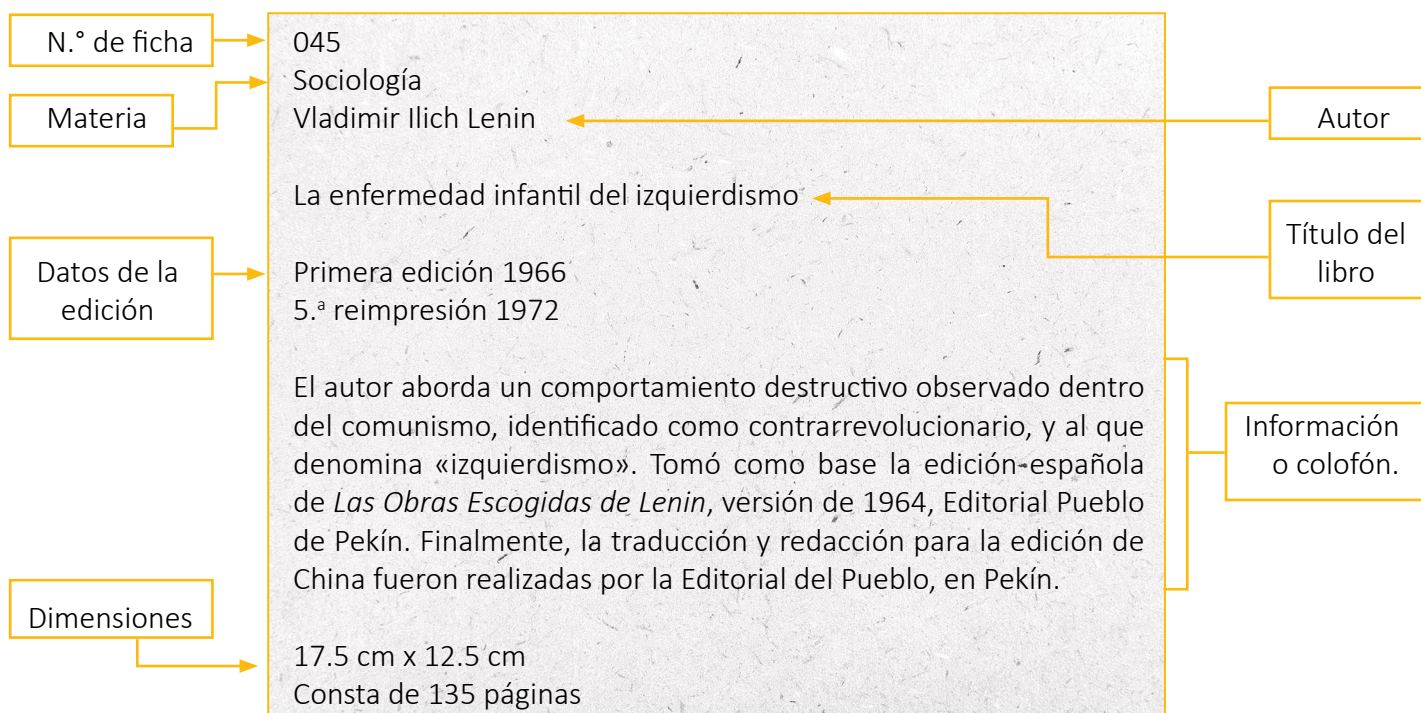 N.° de ficha
Materia
Datos de la
edición
Dimensiones
045
Sociología
Vladimir Ilich Lenin
La enfermedad infantil del izquierdismo
Primera edición 1966
5.ª reimpresión 1972
El autor aborda un comportamiento destructivo observado dentro
del comunismo, identificado como contrarrevolucionario, y al que
denomina «izquierdismo». Tomó como base la edición española
de Las Obras Escogidas de Lenin, versión de 1964, Editorial Pueblo
de Pekín. Finalmente, la traducción y redacción para la edición de
China fueron realizadas por la Editorial del Pueblo, en Pekín.
17.5 cm x 12.5 cm
Consta de 135 páginas
Autor
Título del
libro
Información
o colofón.